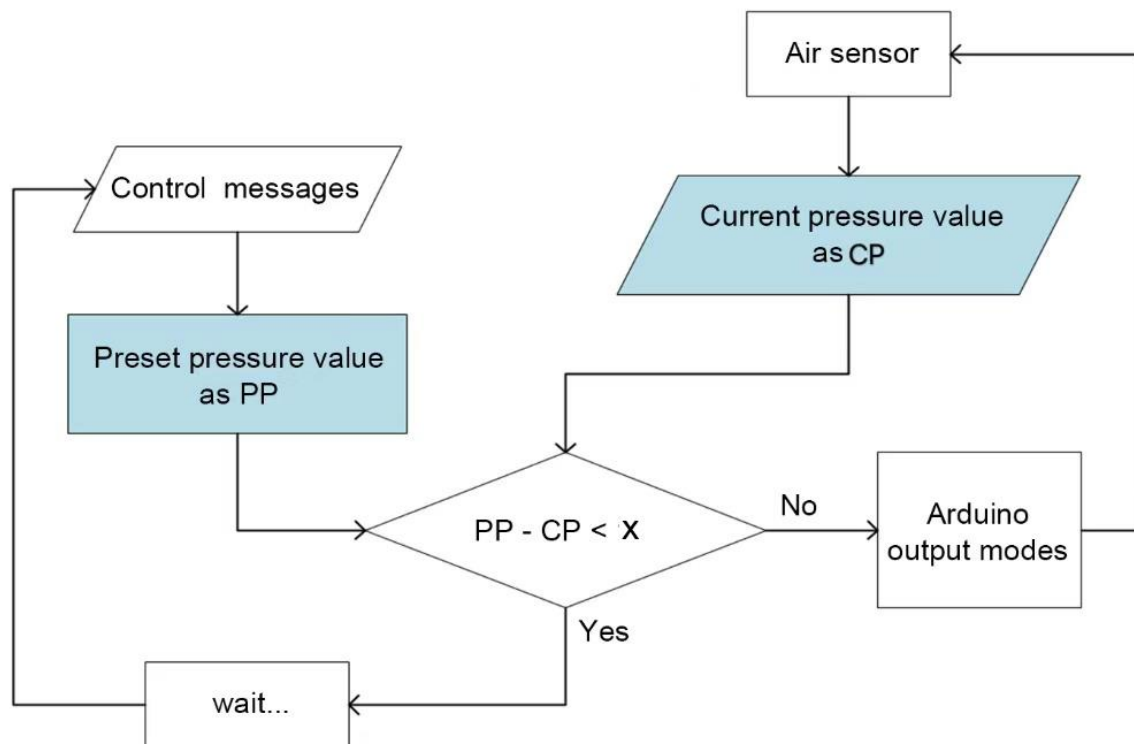 Air sensor
Control messages
Current pressure value
as CP
Preset pressure value
as PP
PP - CP < x
No
Arduino
output modes
Yes
wait...